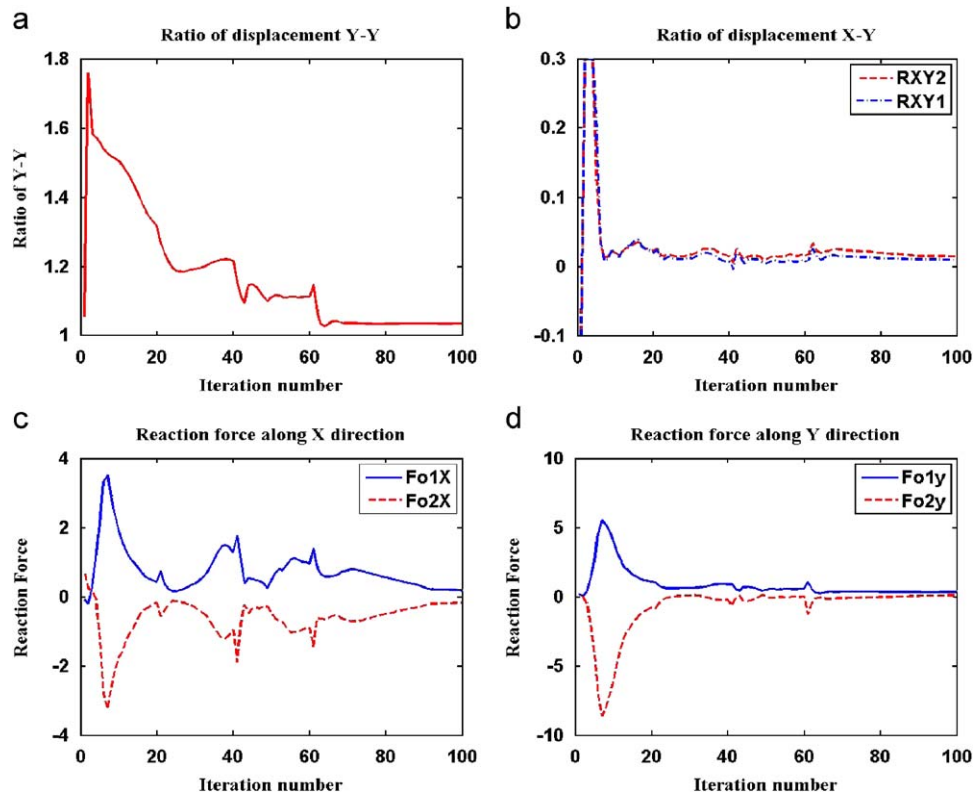 a
Ratio of displacement Y-Y
1.8
1.6
1.4
1.2
1
Ratio of Y-Y
0 20 40 60 80 100
Iteration number
b
Ratio of displacement X-Y
0.3
0.2
0.1
0
-0.1
RXY2
RXY1
0 20 40 60 80 100
Iteration number
c
Reaction force along X direction
4
2
0
-2
-4
Reaction Force
Fo1X
Fo2X
0 20 40 60 80 100
Iteration number
d
Reaction force along Y direction
10
5
0
-5
-10
Reaction Force
Fo1y
Fo2y
0 20 40 60 80 100
Iteration number